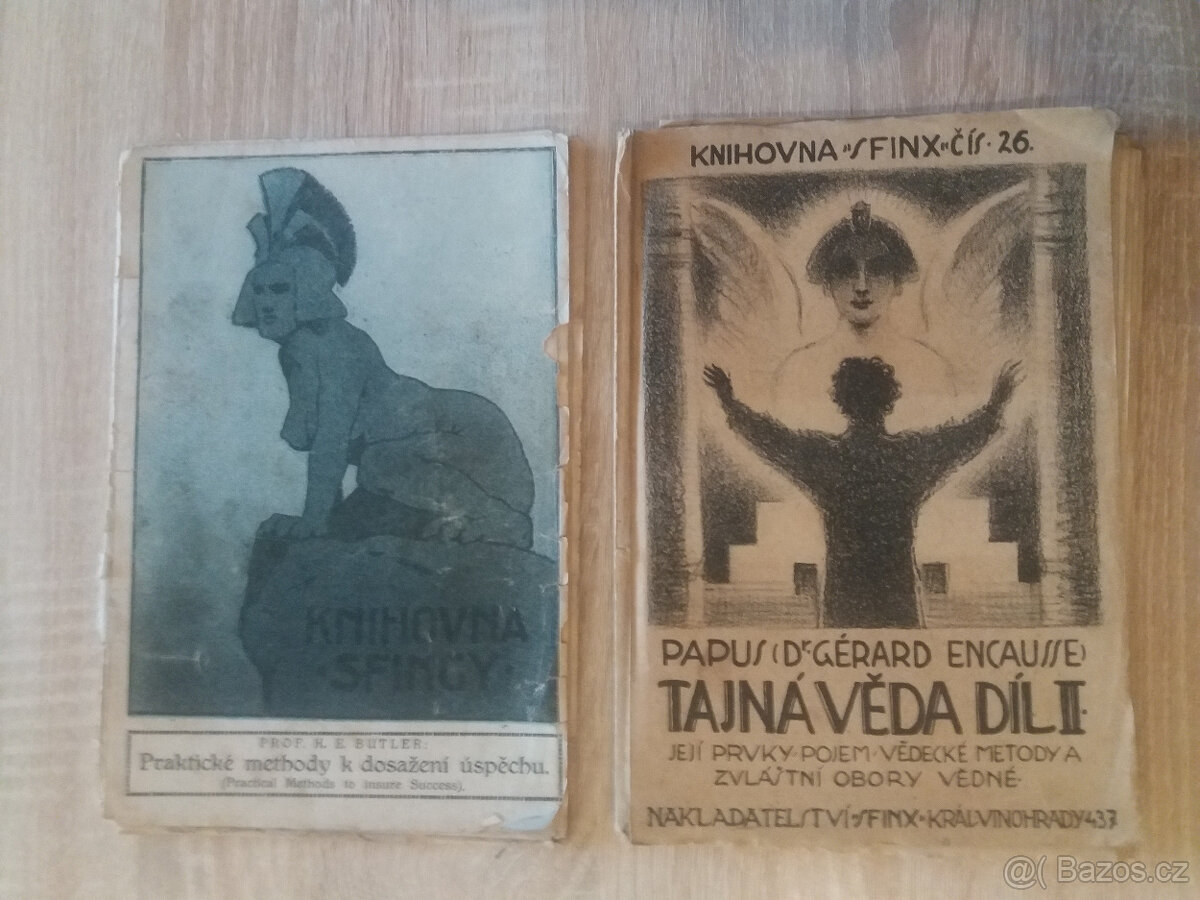 KNIHOVNA
SFINGY
PROF. H. E. BUTLER:
Praktické methody k dosažení úspěchu.
(Practical Methods to insure Success).
KNIHOVNA „SFINX“ ČÍS. 26.
PAPUS (Dr GÉRARD ENCAUSSE)
TAJNÁ VĚDA DÍL II.
JEJÍ PRVKY·POJEM·VĚDECKÉ METODY A
ZVLÁŠTNÍ OBORY VĚDNÉ·
NAKLADATELSTVÍ „SFINX“ KRÁL.VINOHRADY 437
@( Bazos.cz